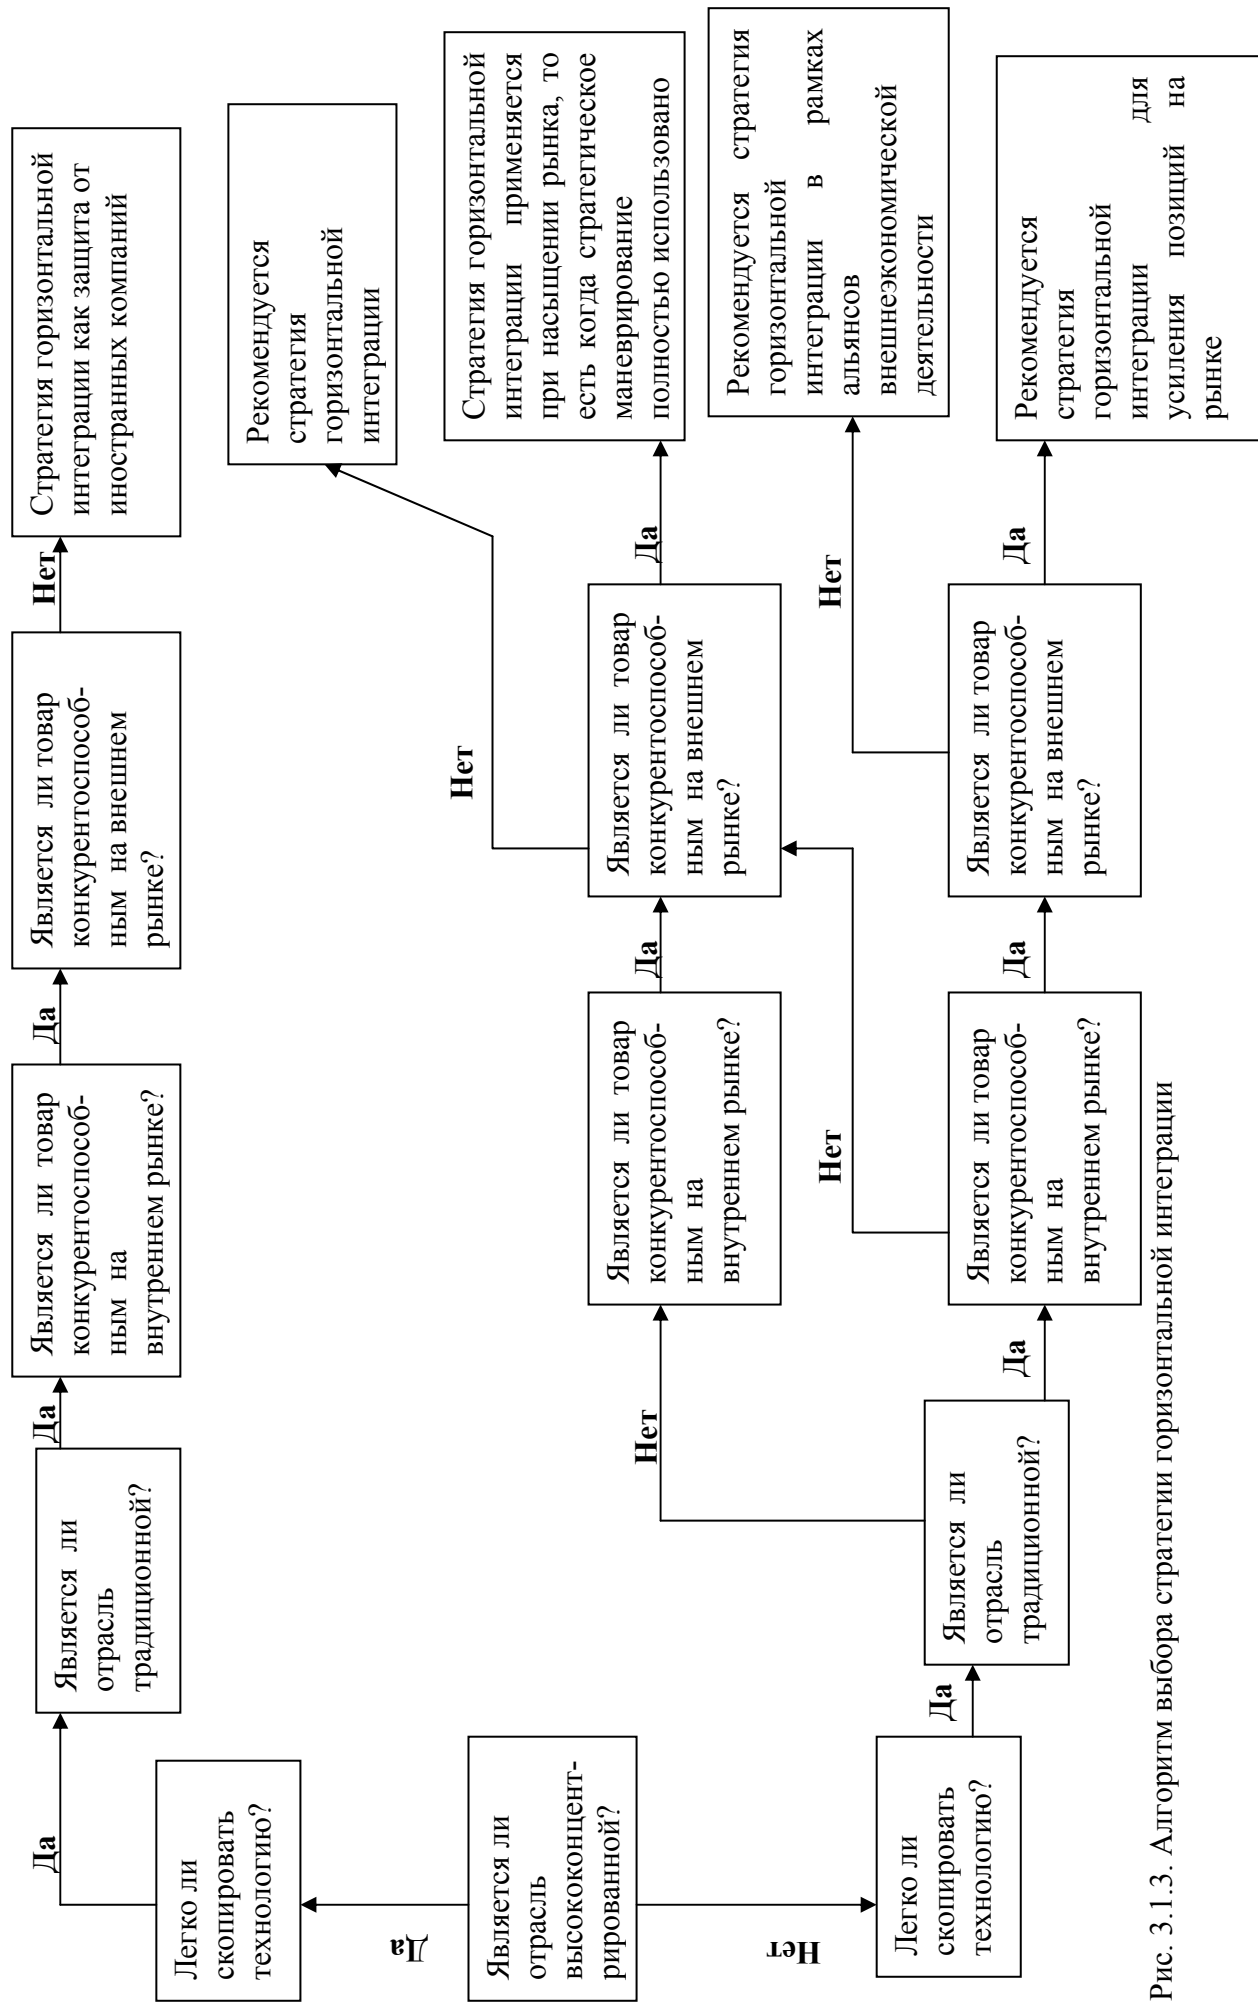 Является ли
отрасль
высококонцент-
рированной?
Да
Нет
Легко ли
скопировать
технологию?
Да
Является ли
отрасль
традиционной?
Да
Является ли товар
конкурентоспособ-
ным на
внутреннем рынке?
Да
Является ли товар
конкурентоспособ-
ным на внешнем
рынке?
Нет
Стратегия горизонтальной
интеграции как защита от
иностранных компаний
Легко ли
скопировать
технологию?
Да
Является ли
отрасль
традиционной?
Нет
Да
Является ли товар
конкурентоспособ-
ным на
внутреннем рынке?
Да
Является ли товар
конкурентоспособ-
ным на внешнем
рынке?
Нет
Рекомендуется
стратегия
горизонтальной
интеграции
Да
Стратегия горизонтальной
интеграции применяется
при насыщении рынка, то
есть когда стратегическое
маневрирование
полностью использовано
Является ли товар
конкурентоспособ-
ным на
внутреннем рынке?
Нет
Да
Является ли товар
конкурентоспособ-
ным на внешнем
рынке?
Нет
Рекомендуется стратегия
горизонтальной
интеграции в рамках
альянсов
внешнеэкономической
деятельности
Да
Рекомендуется
стратегия
горизонтальной
интеграции для
усиления позиций на
рынке
Рис. 3.1.3. Алгоритм выбора стратегии горизонтальной интеграции